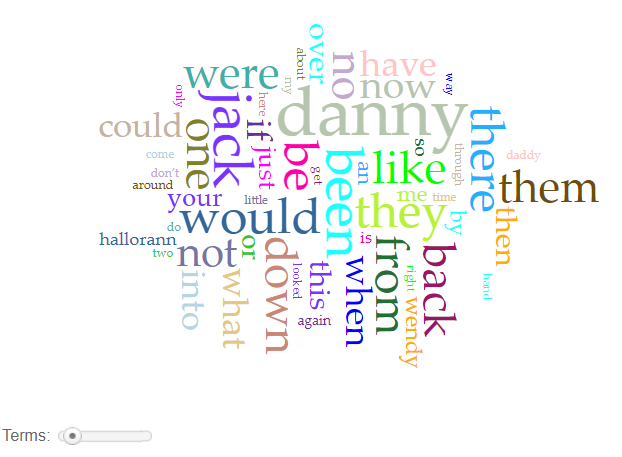 over
about
were
no
have
my
now
way
only
here
danny
jack
if
could
one
just
be
so
there
like
through
come
been
an
daddy
don't
get
around
your
little
me
time
them
would
they
by
then
do
is
hallorann
or
not
two
down
from
back
into
what
looked
this
when
right
hand
wendy
again
Terms: